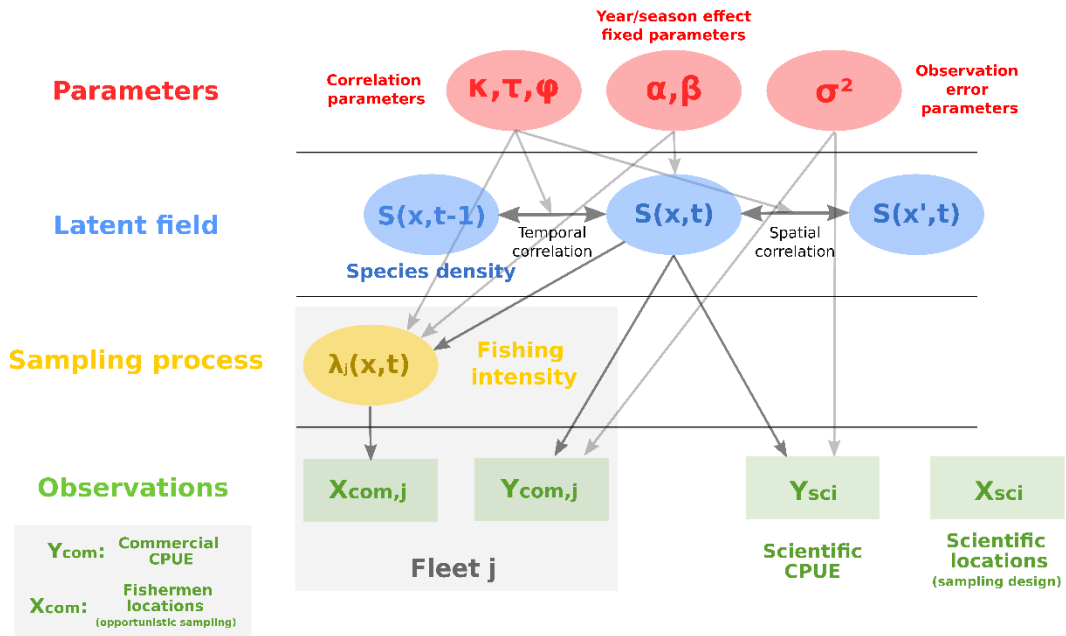 Year/season effect
fixed parameters
Parameters
Correlation
parameters
κ,τ,φ
α,β
σ²
Observation
error
parameters
Latent field
S(x,t-1)
S(x,t)
S(x',t)
Temporal
correlation
Spatial
correlation
Species density
Sampling process
λj(x,t)
Fishing
intensity
Observations
Xcom,j
Ycom,j
Ysci
Xsci
Ycom: Commercial
CPUE
Xcom: Fishermen
locations
(opportunistic sampling)
Fleet j
Scientific
CPUE
Scientific
locations
(sampling design)